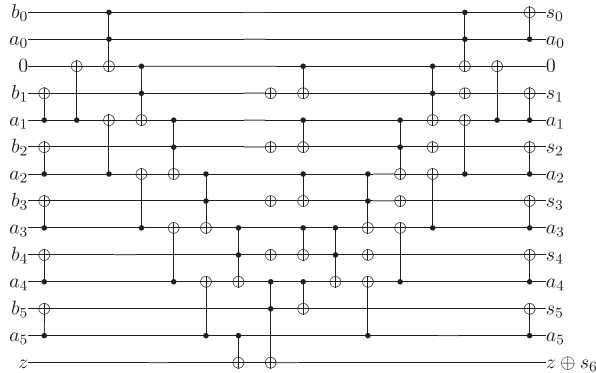 b₀ s₀
a₀ a₀
0 0
b₁ s₁
a₁ a₁
b₂ s₂
a₂ a₂
b₃ s₃
a₃ a₃
b₄ s₄
a₄ a₄
b₅ s₅
a₅ a₅
z z ⊕ s₆